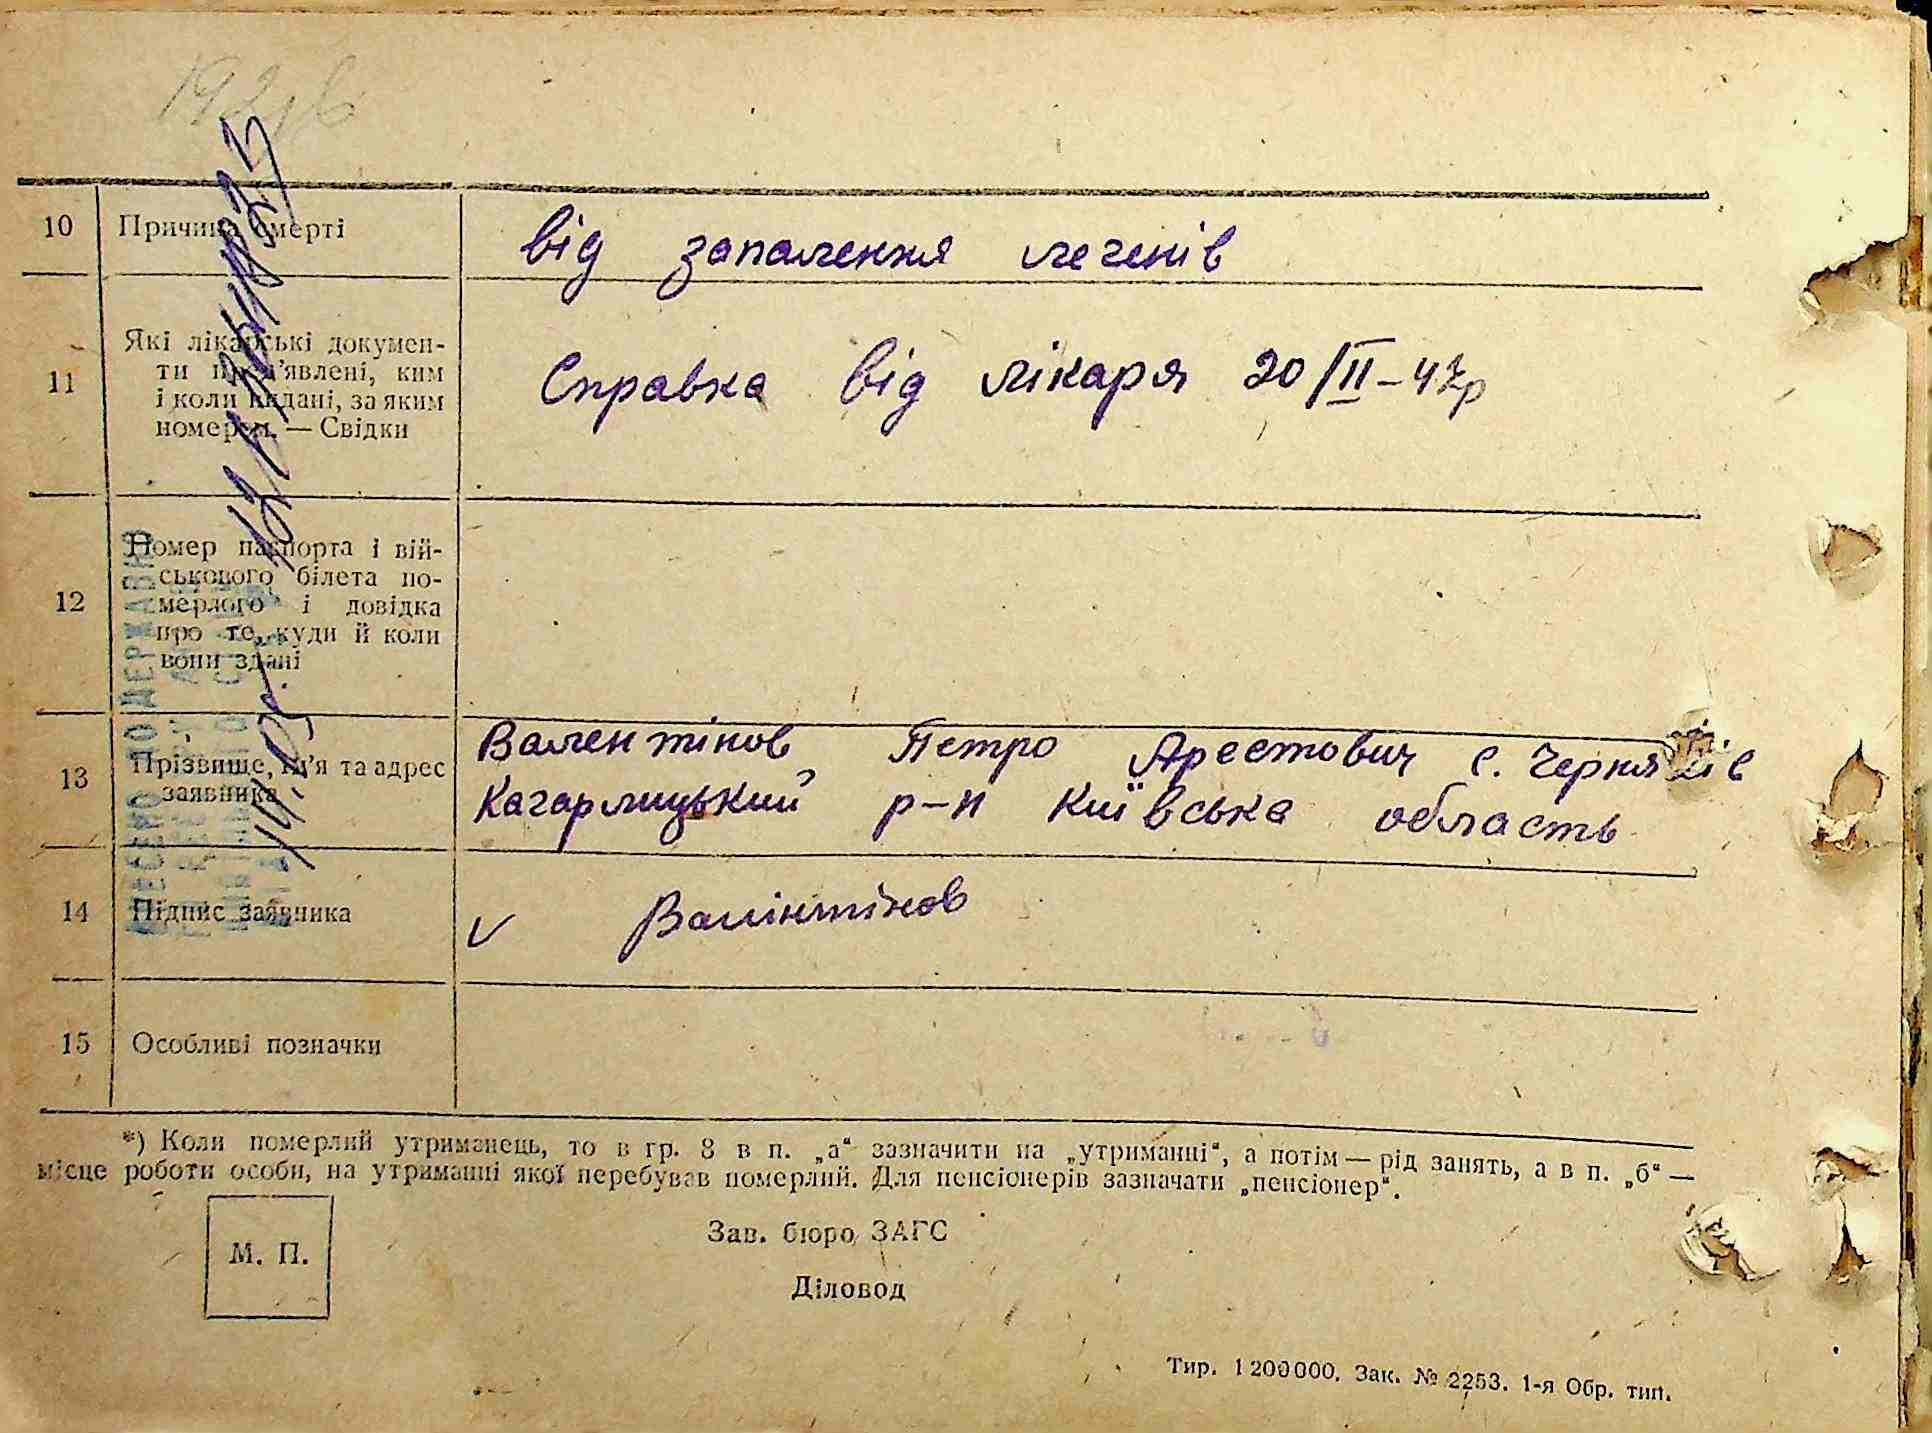 10 Причина смерті від запалення легенів
Які лікарські докумен-
ти пред'явлені, ким
11 і коли видані, за яким Справка від лікаря 20/II-47р
номером. — Свідки
Номер паспорта і вій-
ськового білета по-
12 мерлого і довідка
про те, куди й коли
вони здані
Валентінов Петро Арестович с. Черняхів
13 Прізвище, ім'я та адрес
заявника Кагарлицький р-н Київська область
14 Підпис заявника v Валінтінов
15 Особливі позначки
*) Коли померлий утриманець, то в гр. 8 в п. „а“ зазначити на „утриманні“, а потім — рід занять, а в п. „б“ —
місце роботи особи, на утриманні якої перебував померлий. Для пенсіонерів зазначати „пенсіонер“.
Зав. бюро ЗАГС
М. П.
Діловод
Тир. 1200000. Зак. № 2253. 1-я Обр. тип.